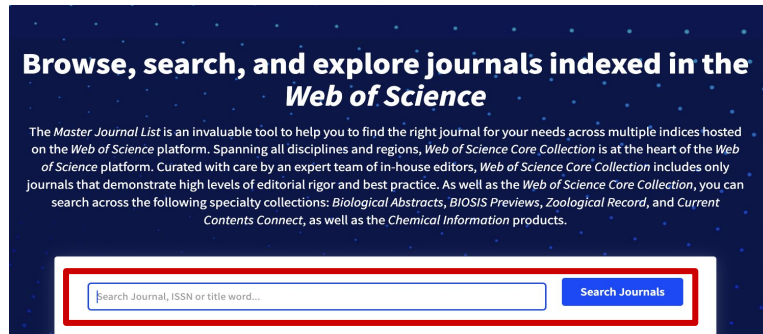 Browse, search, and explore journals indexed in the
Web of Science
The Master Journal List is an invaluable tool to help you to find the right journal for your needs across multiple indices hosted
on the Web of Science platform. Spanning all disciplines and regions, Web of Science Core Collection is at the heart of the Web
of Science platform. Curated with care by an expert team of in-house editors, Web of Science Core Collection includes only
journals that demonstrate high levels of editorial rigor and best practice. As well as the Web of Science Core Collection, you can
search across the following specialty collections: Biological Abstracts, BIOSIS Previews, Zoological Record, and Current
Contents Connect, as well as the Chemical Information products.
Search Journal, ISSN or title word... Search Journals